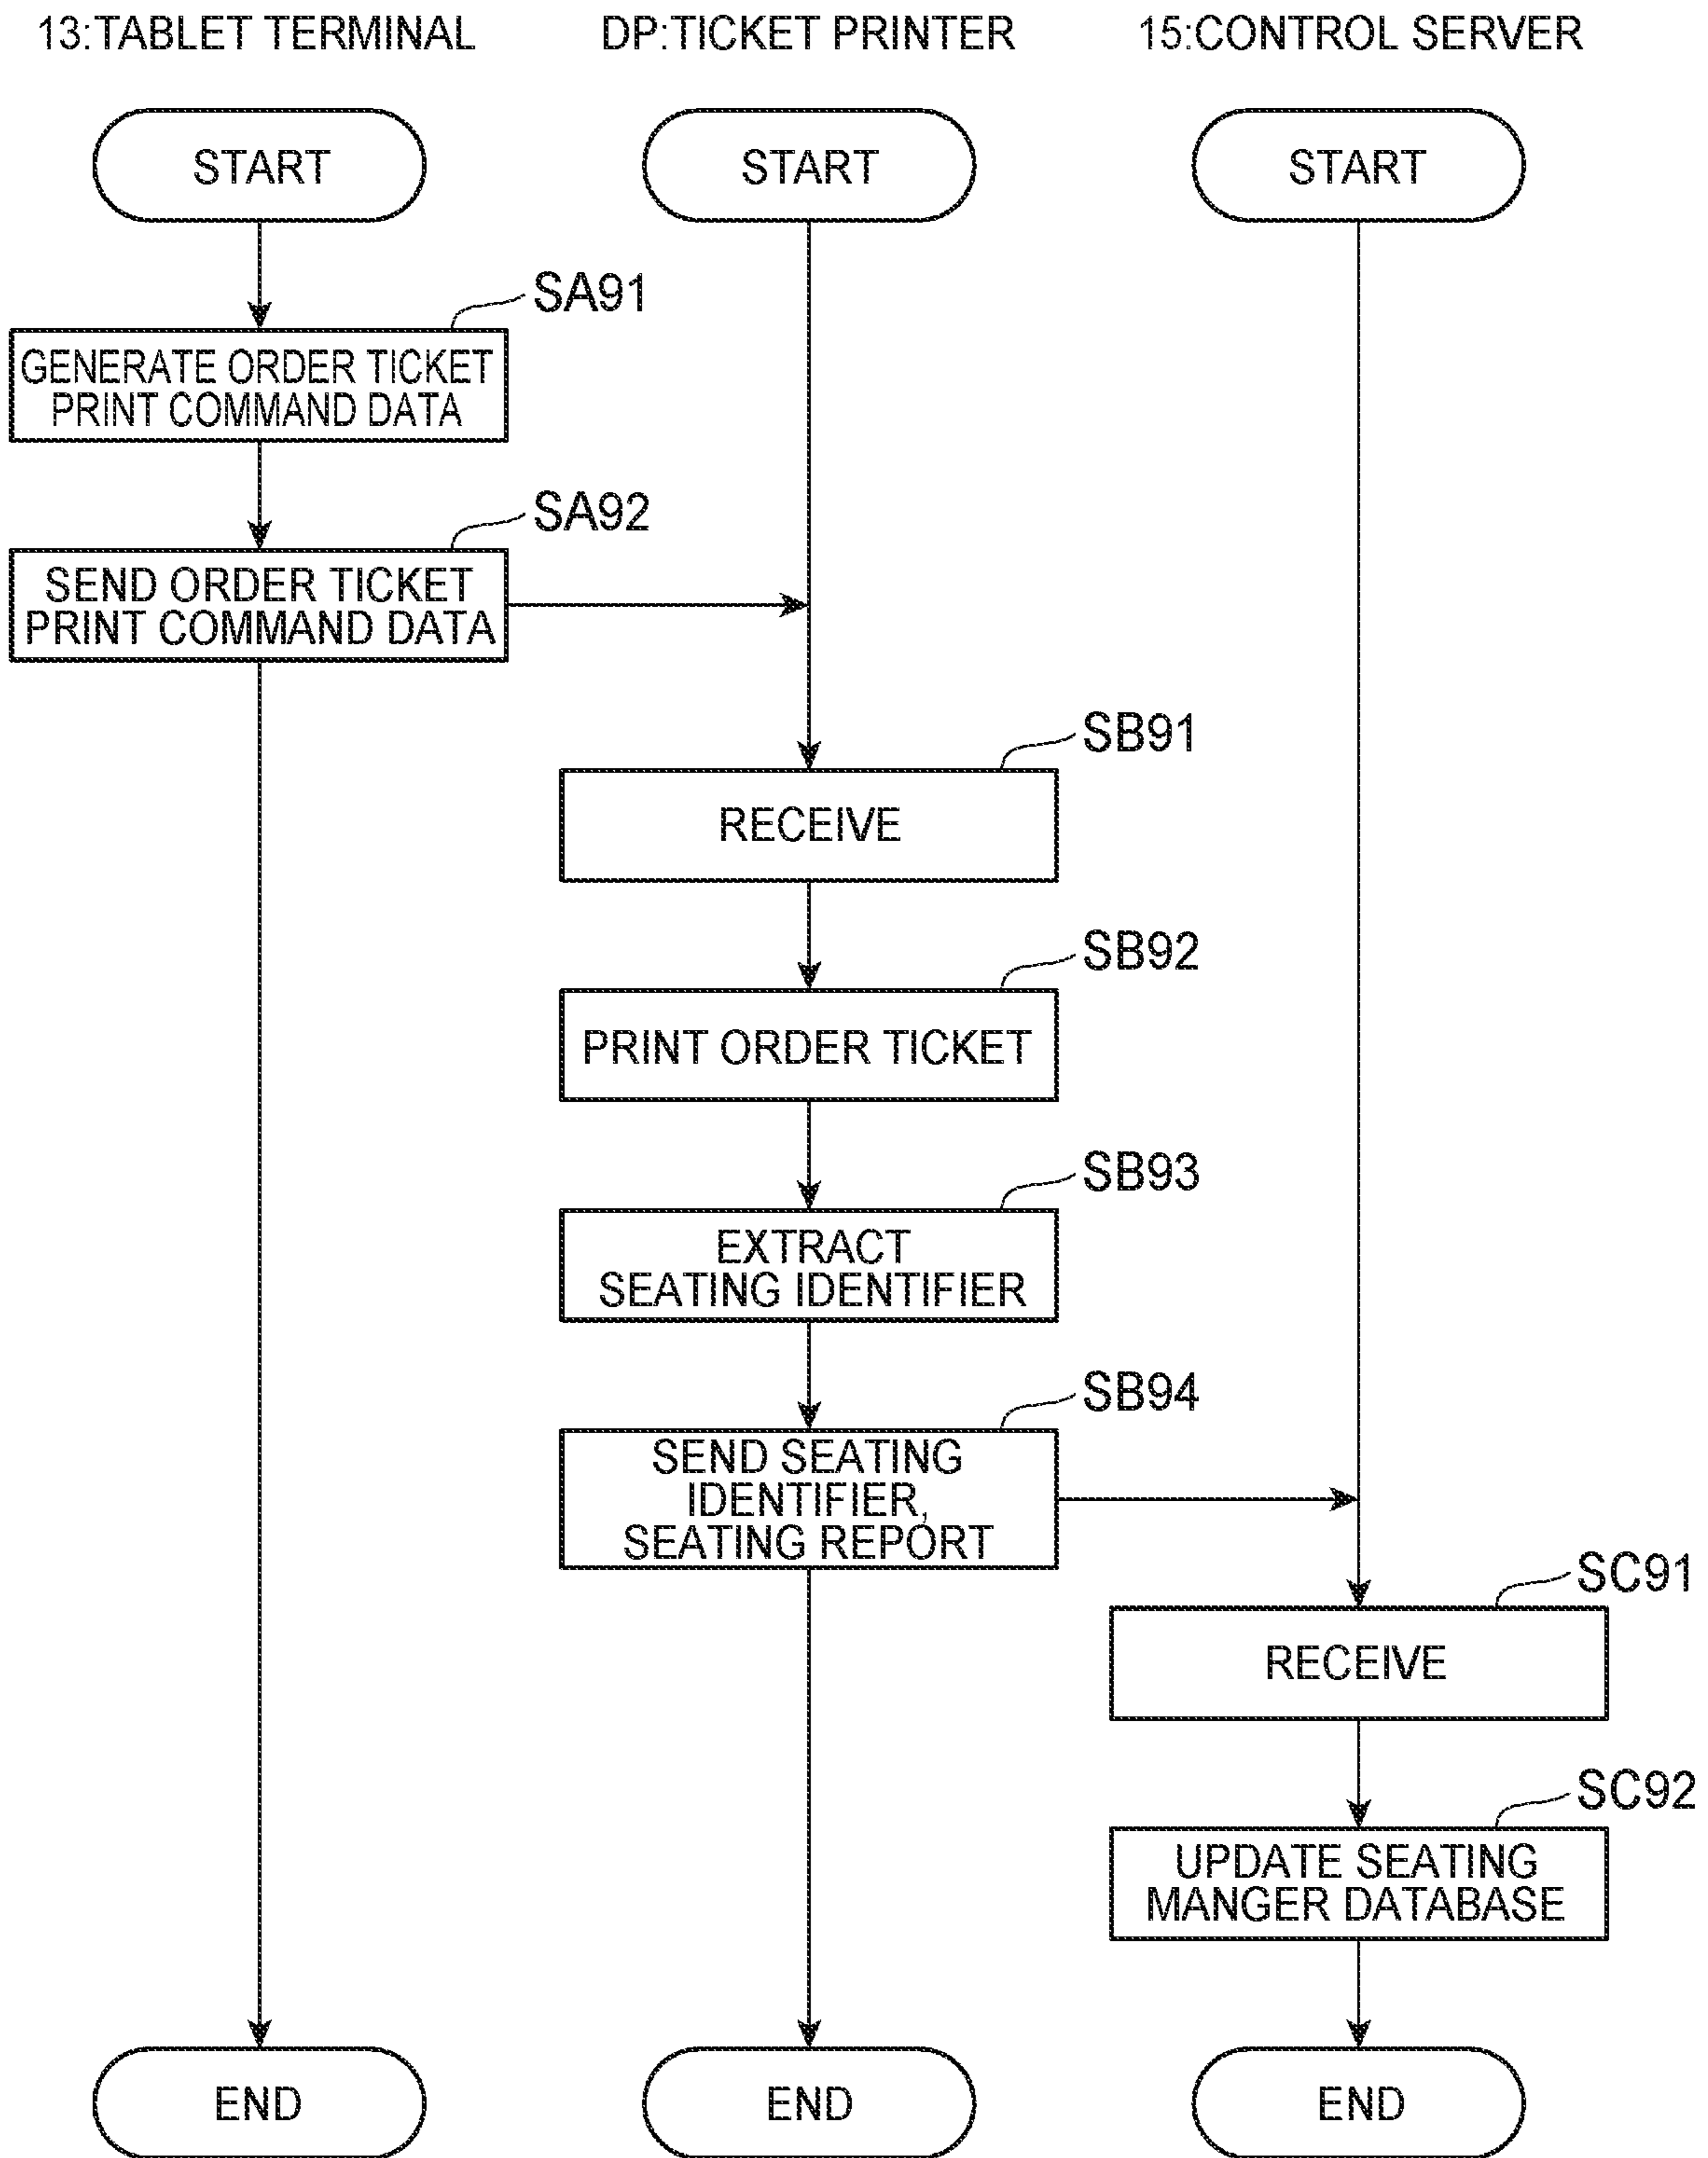 13:TABLET TERMINAL
DP:TICKET PRINTER
15:CONTROL SERVER
START
START
START
SA91
GENERATE ORDER TICKET
PRINT COMMAND DATA
SA92
SEND ORDER TICKET
PRINT COMMAND DATA
SB91
RECEIVE
SB92
PRINT ORDER TICKET
SB93
EXTRACT
SEATING IDENTIFIER
SB94
SEND SEATING
IDENTIFIER,
SEATING REPORT
SC91
RECEIVE
SC92
UPDATE SEATING
MANGER DATABASE
END
END
END